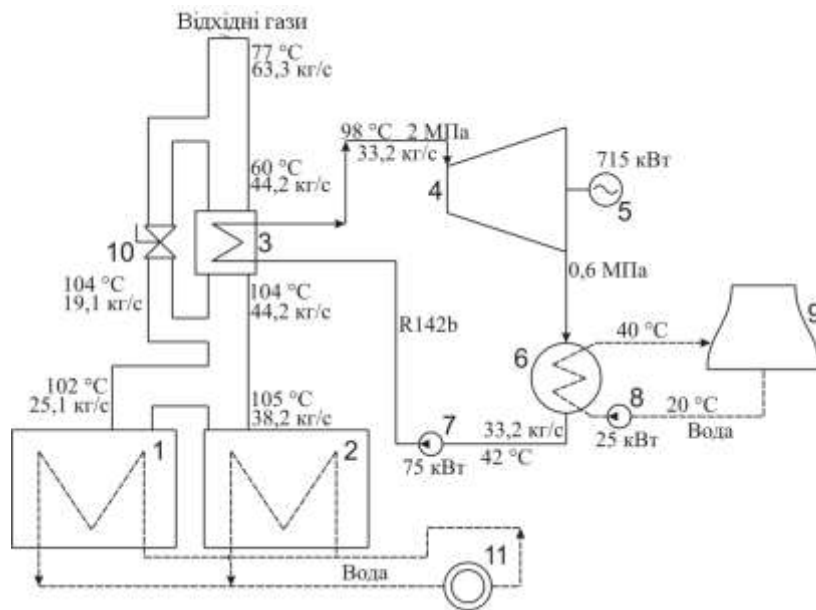 Відхідні гази
77 °C
63,3 кг/с
98 °C 2 МПа
33,2 кг/с
715 кВт
60 °C
44,2 кг/с
4
5
10
3
104 °C
19,1 кг/с
104 °C
44,2 кг/с
0,6 МПа
R142b
40 °C
9
6
102 °C
25,1 кг/с
105 °C
38,2 кг/с
8
20 °C
Вода
25 кВт
7
33,2 кг/с
75 кВт
42 °C
1
2
11
Вода